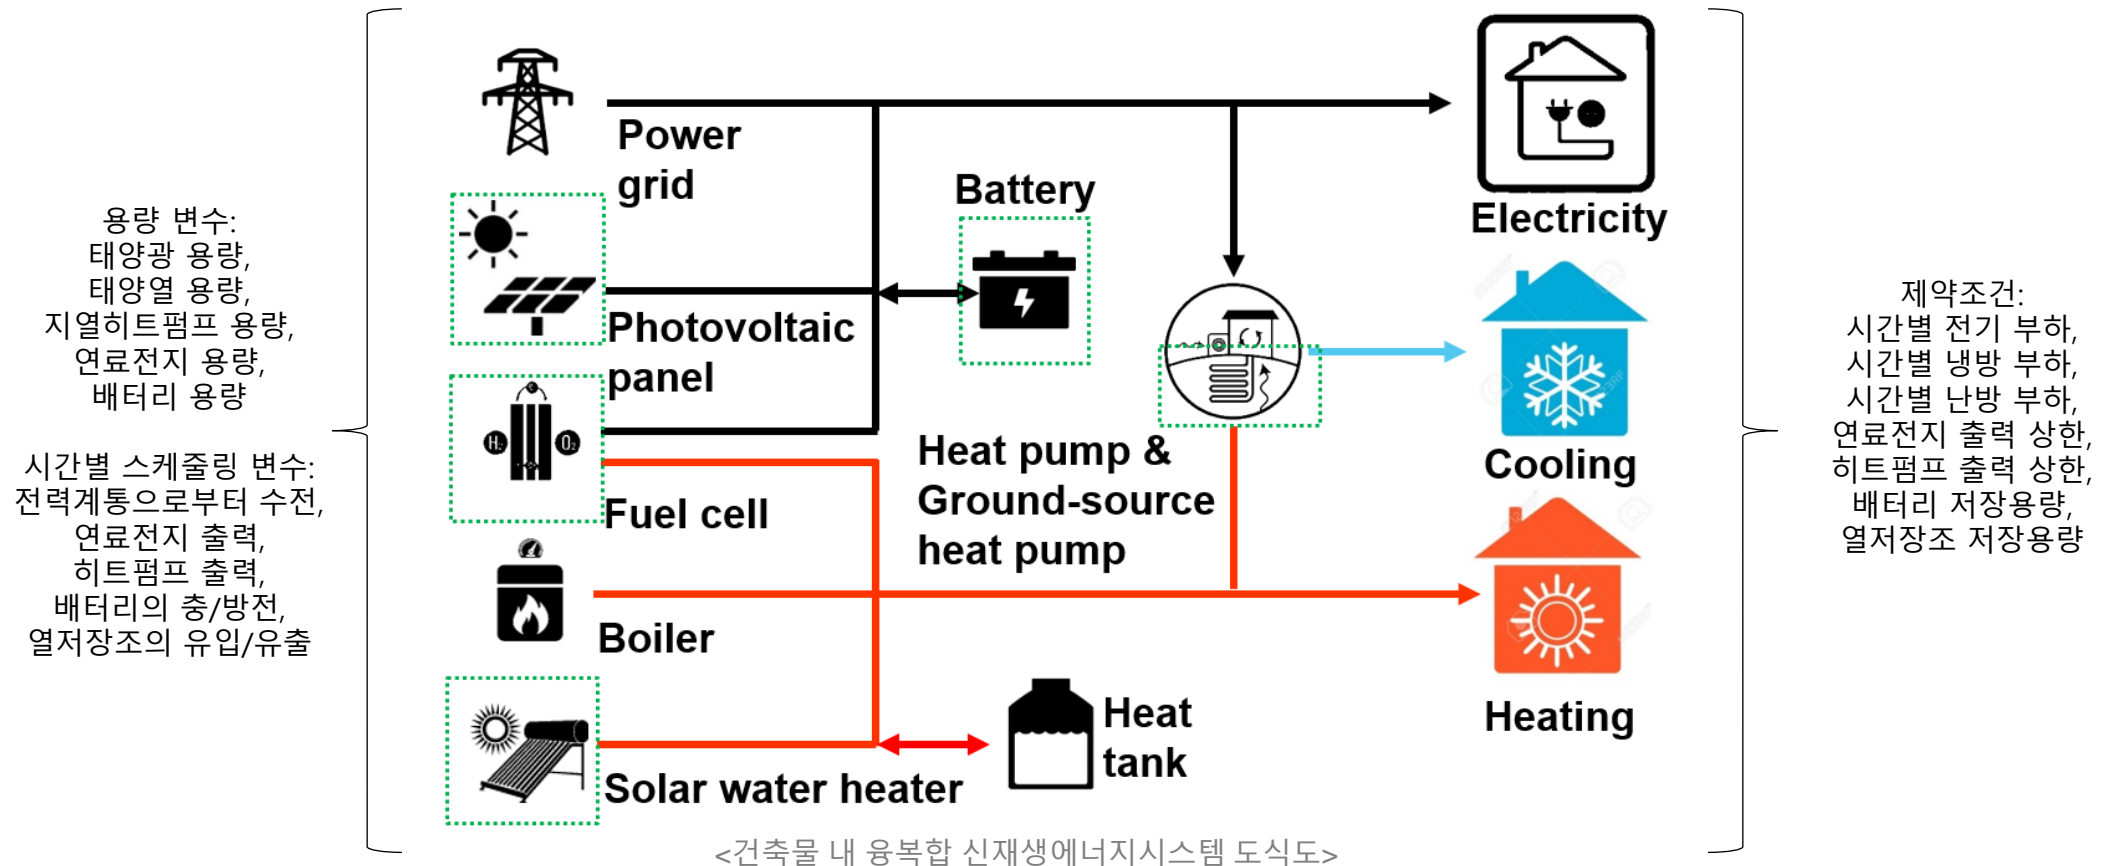 용량 변수:
태양광 용량,
태양열 용량,
지열히트펌프 용량,
연료전지 용량,
배터리 용량
시간별 스케줄링 변수:
전력계통으로부터 수전,
연료전지 출력,
히트펌프 출력,
배터리의 충/방전,
열저장조의 유입/유출
Power
grid
Battery
Photovoltaic
panel
H₂
O₂
Fuel cell
Heat pump &
Ground-source
heat pump
Boiler
Solar water heater
Heat
tank
Electricity
Cooling
Heating
제약조건:
시간별 전기 부하,
시간별 냉방 부하,
시간별 난방 부하,
연료전지 출력 상한,
히트펌프 출력 상한,
배터리 저장용량,
열저장조 저장용량
<건축물 내 융복합 신재생에너지시스템 도식도>